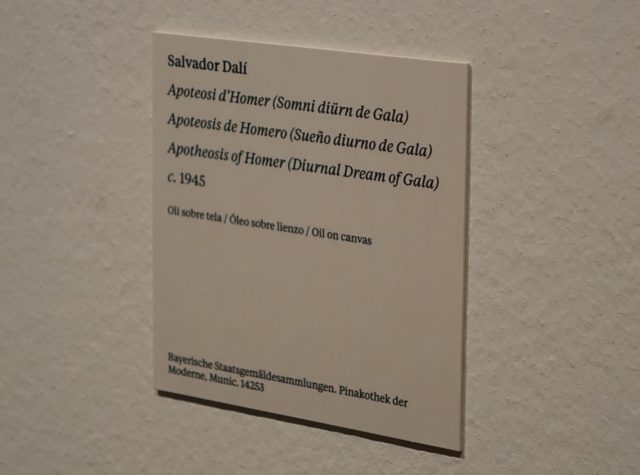 Salvador Dalí
Apoteosi d'Homer (Somni diürn de Gala)
Apoteosis de Homero (Sueño diurno de Gala)
Apotheosis of Homer (Diurnal Dream of Gala)
c. 1945
Oli sobre tela / Óleo sobre lienzo / Oil on canvas
Bayerische Staatsgemäldesammlungen. Pinakothek der
Moderne, Munic. 14253